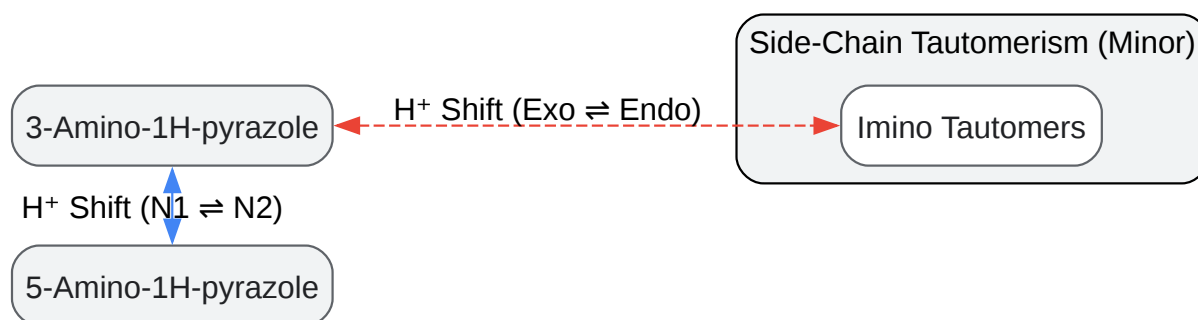 Side-Chain Tautomerism (Minor)
3-Amino-1H-pyrazole
H⁺ Shift (Exo ⇌ Endo)
Imino Tautomers
H⁺ Shift (N1 ⇌ N2)
5-Amino-1H-pyrazole